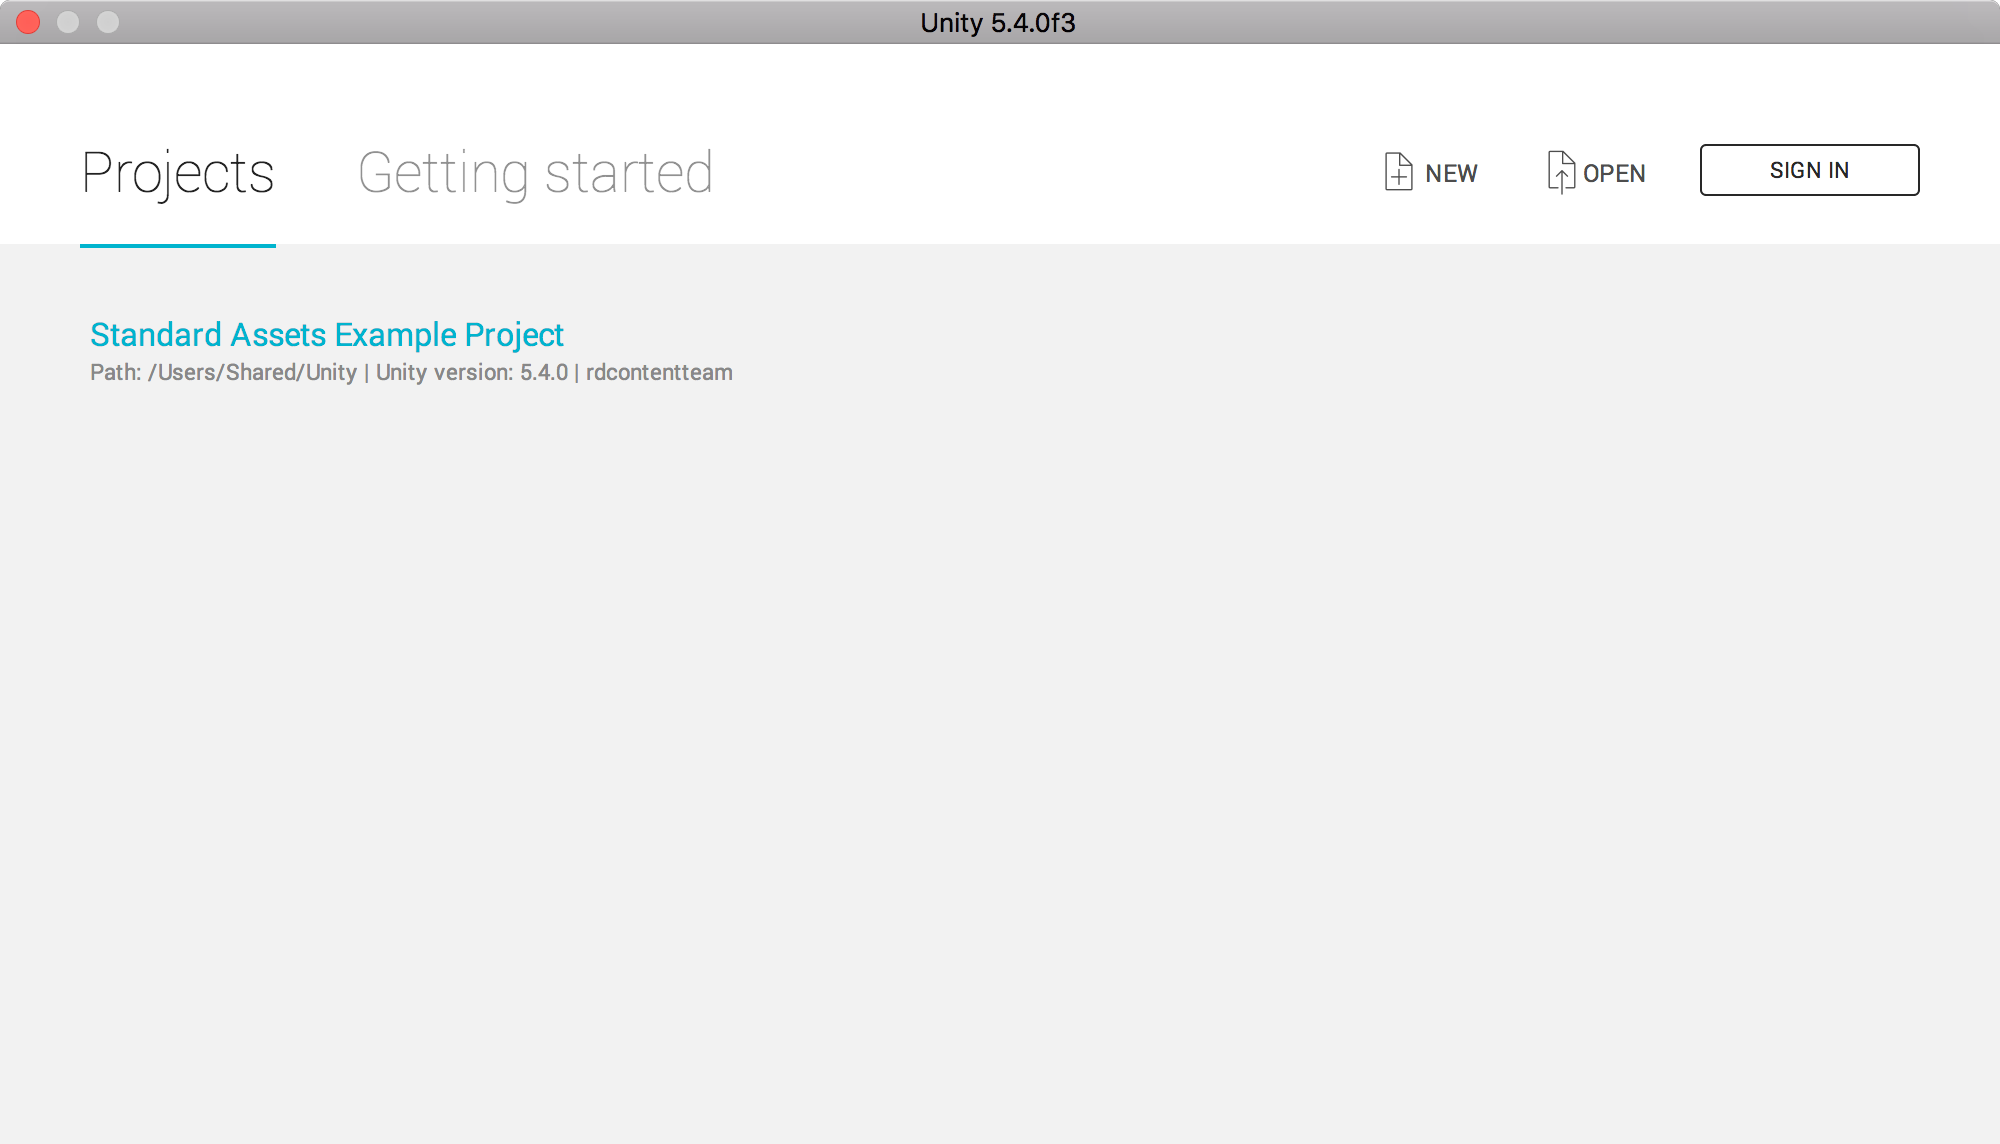 Unity 5.4.0f3
Projects Getting started NEW OPEN SIGN IN
Standard Assets Example Project
Path: /Users/Shared/Unity | Unity version: 5.4.0 | rdcontentteam